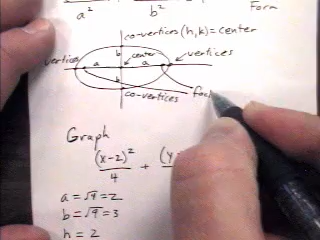 a² b² Form
co-vertices (h,k)=center
vertices b center vertices
a a
b
co-vertices foc
Graph
(x-2)²/4 + (y
a = √4 = 2
b = √9 = 3
h = 2